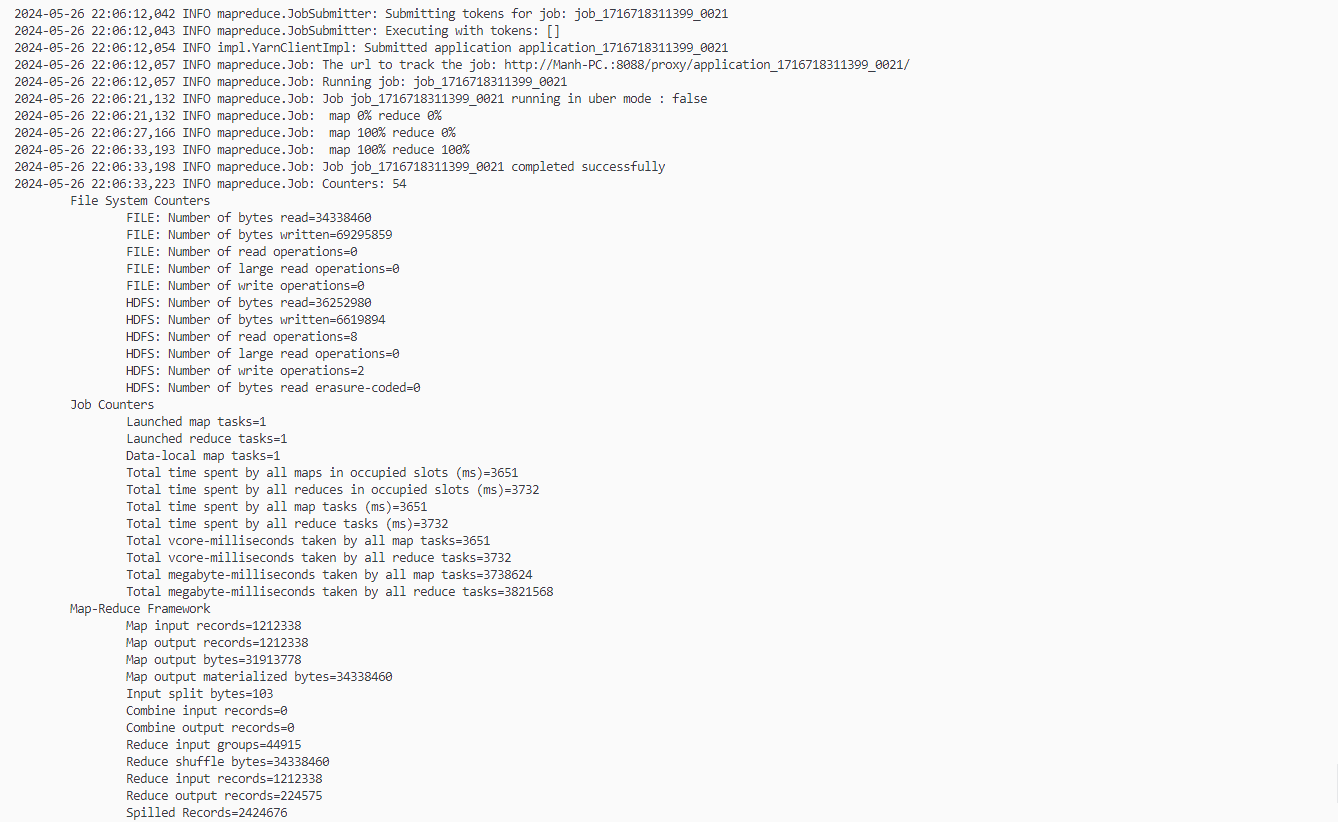 2024-05-26 22:06:12,042 INFO mapreduce.JobSubmitter: Submitting tokens for job: job_1716718311399_0021
2024-05-26 22:06:12,043 INFO mapreduce.JobSubmitter: Executing with tokens: []
2024-05-26 22:06:12,054 INFO impl.YarnClientImpl: Submitted application application_1716718311399_0021
2024-05-26 22:06:12,057 INFO mapreduce.Job: The url to track the job: http://Manh-PC.:8088/proxy/application_1716718311399_0021/
2024-05-26 22:06:12,057 INFO mapreduce.Job: Running job: job_1716718311399_0021
2024-05-26 22:06:21,132 INFO mapreduce.Job: Job job_1716718311399_0021 running in uber mode : false
2024-05-26 22:06:21,132 INFO mapreduce.Job:  map 0% reduce 0%
2024-05-26 22:06:27,166 INFO mapreduce.Job:  map 100% reduce 0%
2024-05-26 22:06:33,193 INFO mapreduce.Job:  map 100% reduce 100%
2024-05-26 22:06:33,198 INFO mapreduce.Job: Job job_1716718311399_0021 completed successfully
2024-05-26 22:06:33,223 INFO mapreduce.Job: Counters: 54
File System Counters
FILE: Number of bytes read=34338460
FILE: Number of bytes written=69295859
FILE: Number of read operations=0
FILE: Number of large read operations=0
FILE: Number of write operations=0
HDFS: Number of bytes read=36252980
HDFS: Number of bytes written=6619894
HDFS: Number of read operations=8
HDFS: Number of large read operations=0
HDFS: Number of write operations=2
HDFS: Number of bytes read erasure-coded=0
Job Counters
Launched map tasks=1
Launched reduce tasks=1
Data-local map tasks=1
Total time spent by all maps in occupied slots (ms)=3651
Total time spent by all reduces in occupied slots (ms)=3732
Total time spent by all map tasks (ms)=3651
Total time spent by all reduce tasks (ms)=3732
Total vcore-milliseconds taken by all map tasks=3651
Total vcore-milliseconds taken by all reduce tasks=3732
Total megabyte-milliseconds taken by all map tasks=3738624
Total megabyte-milliseconds taken by all reduce tasks=3821568
Map-Reduce Framework
Map input records=1212338
Map output records=1212338
Map output bytes=31913778
Map output materialized bytes=34338460
Input split bytes=103
Combine input records=0
Combine output records=0
Reduce input groups=44915
Reduce shuffle bytes=34338460
Reduce input records=1212338
Reduce output records=224575
Spilled Records=2424676